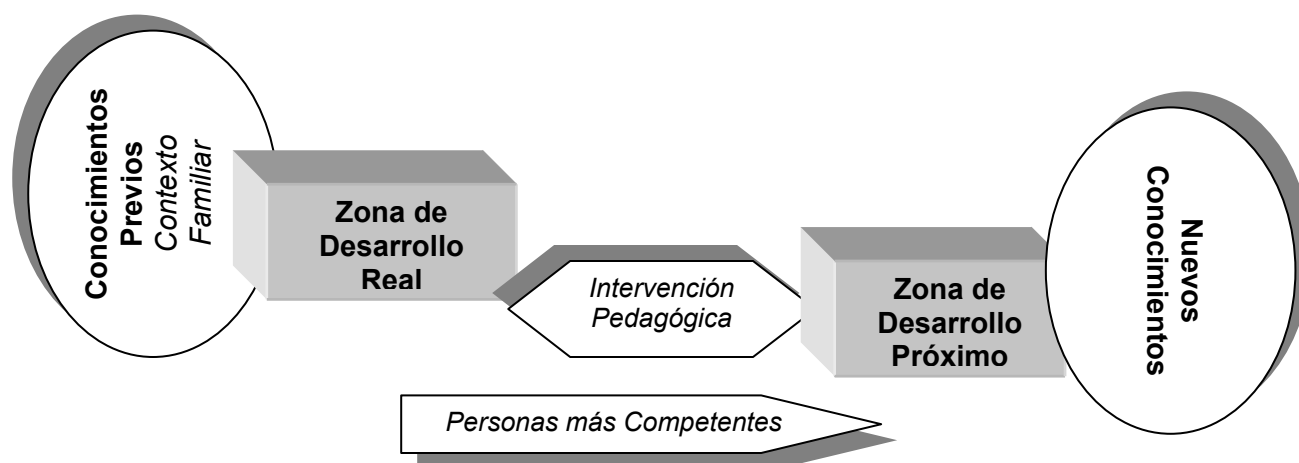 Conocimientos
Previos
Contexto
Familiar
Zona de
Desarrollo
Real
Intervención
Pedagógica
Zona de
Desarrollo
Próximo
Nuevos
Conocimientos
Personas más Competentes